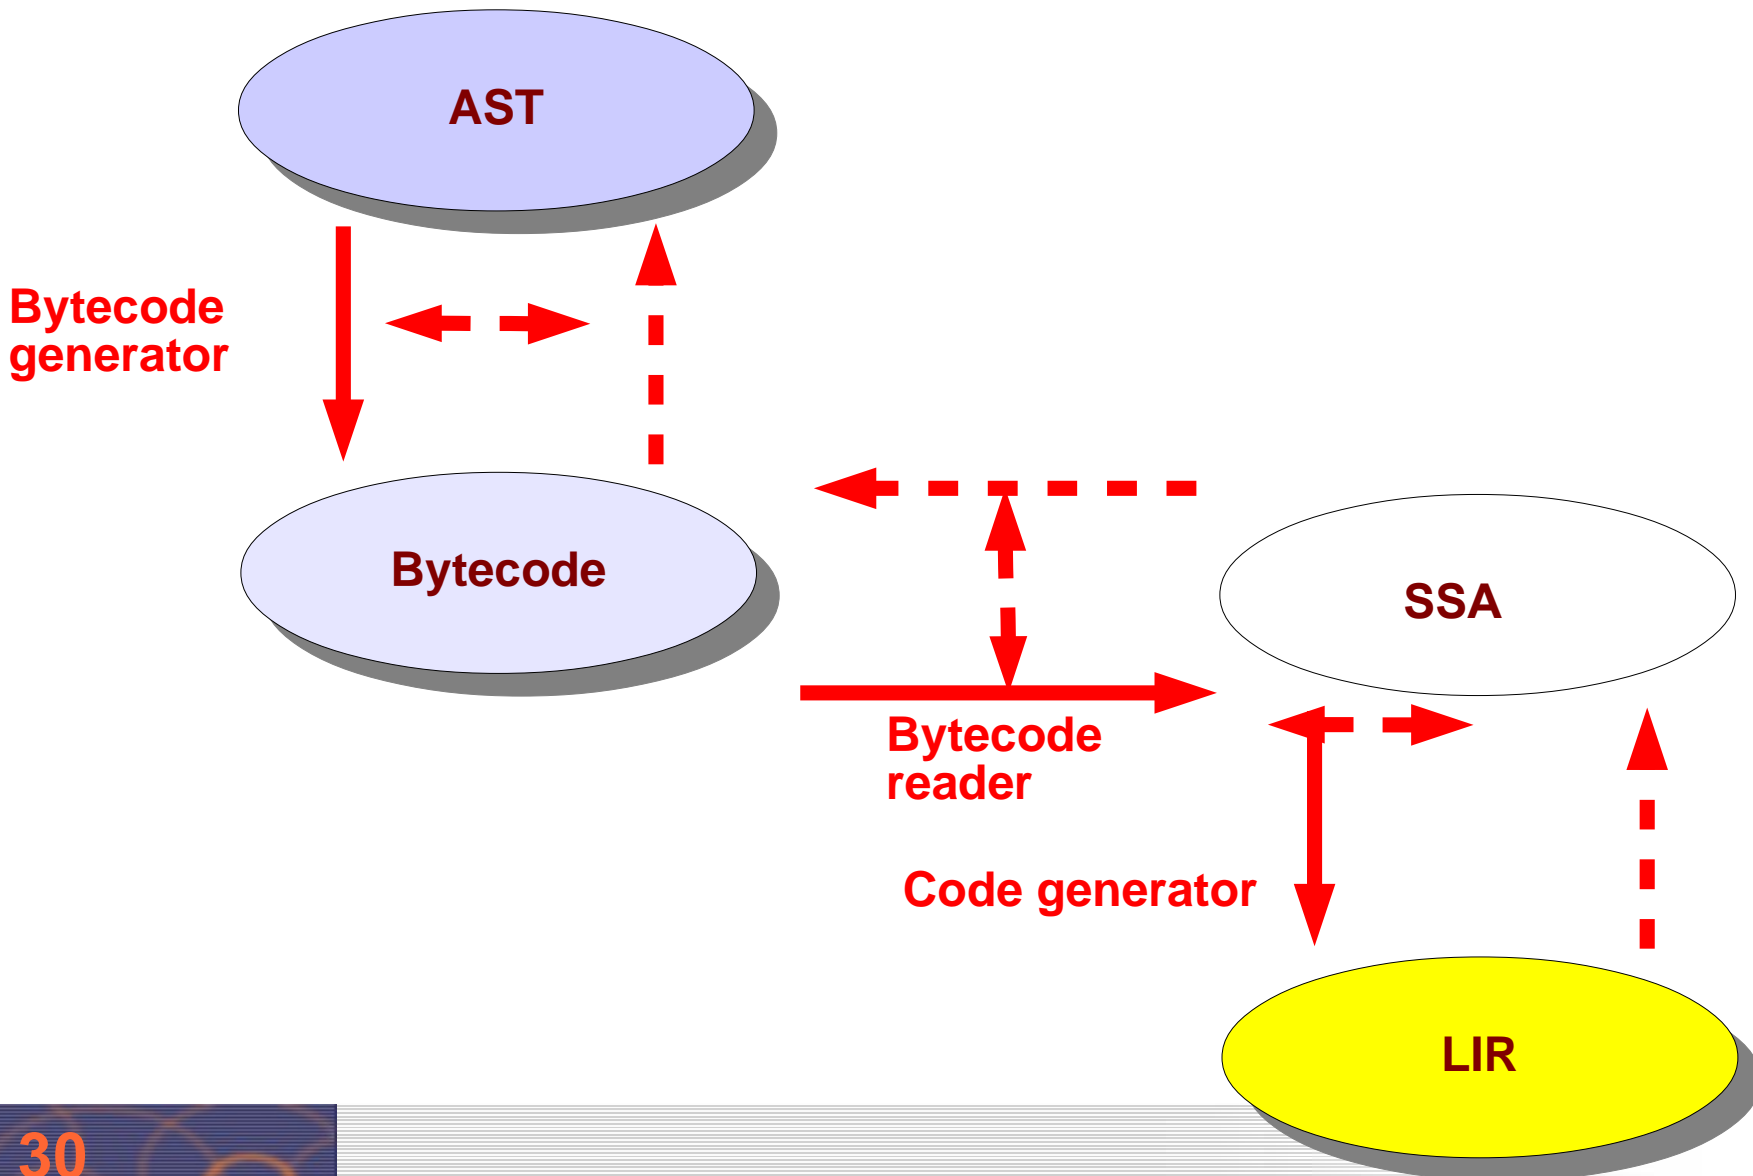 AST
Bytecode
generator
Bytecode
SSA
Bytecode
reader
Code generator
LIR
30